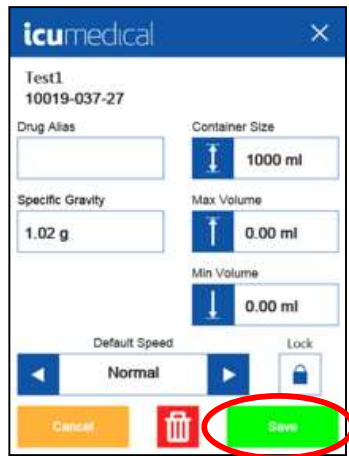 icumedical
Test1
10019-037-27
Drug Alias
Container Size
1000 ml
Specific Gravity
Max Volume
1.02 g
0.00 ml
Min Volume
0.00 ml
Default Speed
Lock
Normal
Cancel
Save